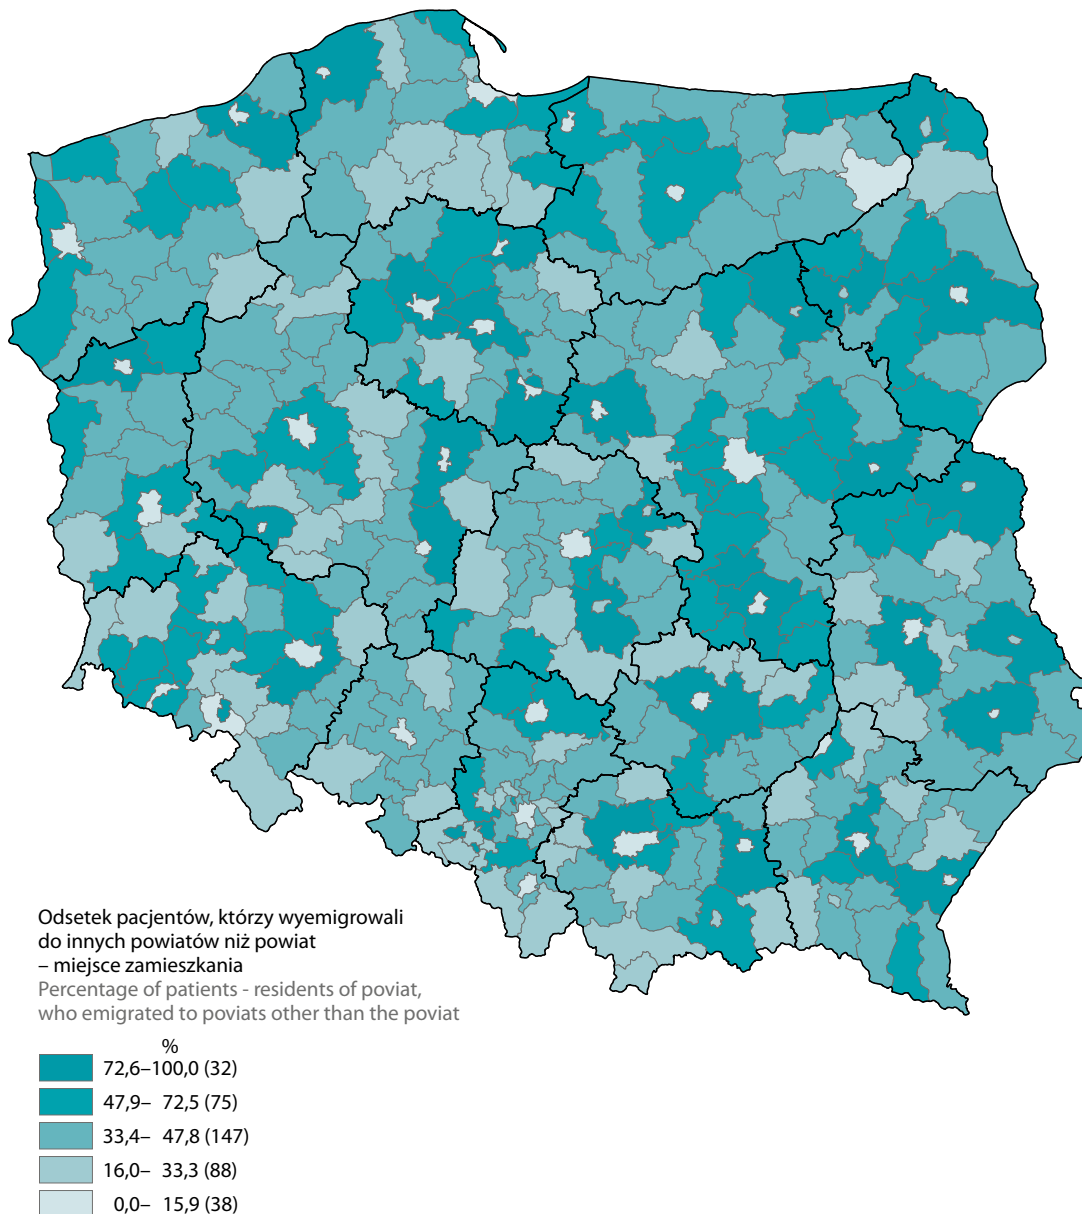 Odsetek pacjentów, którzy wyemigrowali
do innych powiatów niż powiat
– miejsce zamieszkania
Percentage of patients - residents of poviat,
who emigrated to poviats other than the poviat
%
72,6–100,0 (32)
47,9– 72,5 (75)
33,4– 47,8 (147)
16,0– 33,3 (88)
0,0– 15,9 (38)